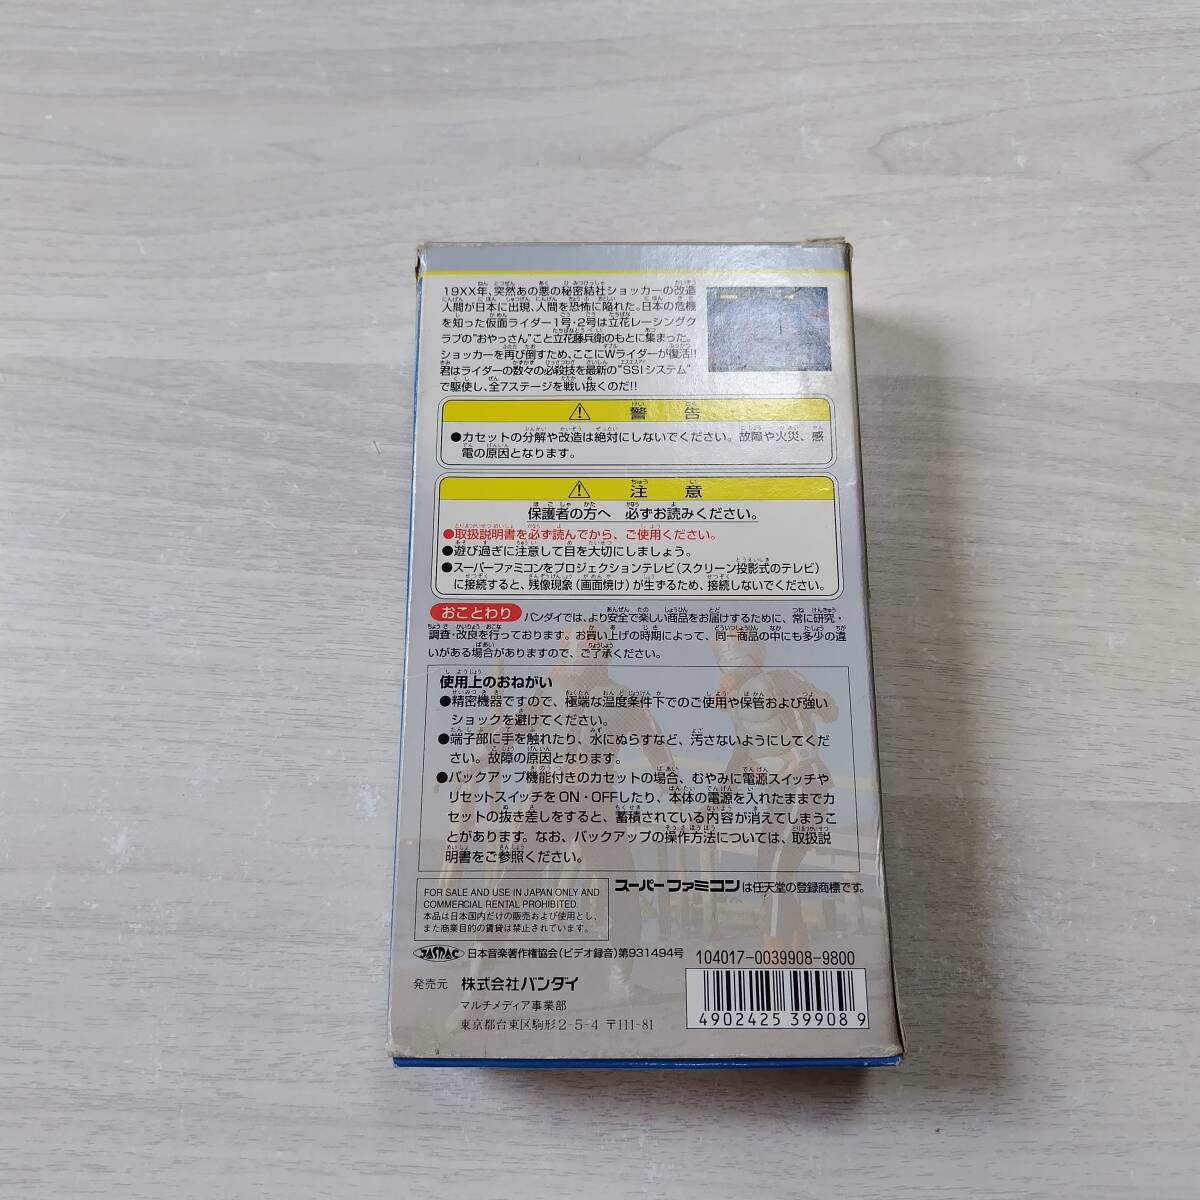 19XX年、突然あの悪の秘密結社ショッカーの改造
人間が日本に出現、人間を恐怖に陥れた。日本の危機
を知った仮面ライダー1号・2号は立花レーシングク
ラブの"おやっさん"こと立花藤兵衛のもとに集まった。
ショッカーを再び倒すため、ここにWライダーが復活!!
君はライダーの数々の必殺技を最新の"SSIシステム"
で駆使し、全7ステージを戦い抜くのだ!!
警告
●カセットの分解や改造は絶対にしないでください。故障や火災、感
電の原因となります。
注意
保護者の方へ 必ずお読みください。
●取扱説明書を必ず読んでから、ご使用ください。
●遊び過ぎに注意して目を大切にしましょう。
●スーパーファミコンをプロジェクションテレビ(スクリーン投影式のテレビ)
に接続すると、残像現象(画面焼け)が生ずるため、接続しないでください。
おことわり バンダイでは、より安全で楽しい商品をお届けするために、常に研究・
調査・改良を行っております。お買い上げの時期によって、同一商品の中にも多少の違
いがある場合がありますので、ご了承ください。
使用上のおねがい
●精密機器ですので、極端な温度条件下でのご使用や保管および強い
ショックを避けてください。
●端子部に手を触れたり、水にぬらすなど、汚さないようにしてくだ
さい。故障の原因となります。
●バックアップ機能付きのカセットの場合、むやみに電源スイッチや
リセットスイッチをON・OFFしたり、本体の電源を入れたままでカ
セットの抜き差しをすると、蓄積されている内容が消えてしまうこ
とがあります。なお、バックアップの操作方法については、取扱説
明書をご参照ください。
FOR SALE AND USE IN JAPAN ONLY AND
COMMERCIAL RENTAL PROHIBITED.
本品は日本国内だけの販売および使用とし、
また商業目的の賃貸は禁止されています。
スーパーファミコンは任天堂の登録商標です。
JASRAC 日本音楽著作権協会(ビデオ録音)第931494号
104017-0039908-9800
発売元 株式会社バンダイ
マルチメディア事業部
東京都台東区駒形2-5-4 〒111-81
4902425399089